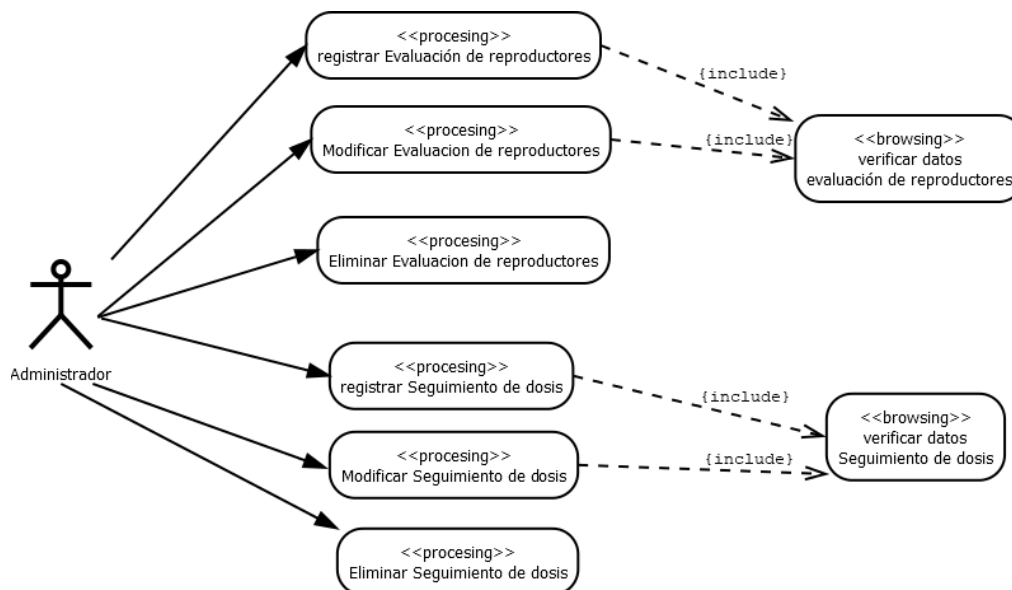 <<procesing>>
registrar Evaluación de reproductores
{include}
<<procesing>>
Modificar Evaluacion de reproductores
{include}
<<browsing>>
verificar datos
evaluación de reproductores
<<procesing>>
Eliminar Evaluacion de reproductores
Administrador
<<procesing>>
registrar Seguimiento de dosis
{include}
<<browsing>>
verificar datos
Seguimiento de dosis
<<procesing>>
Modificar Seguimiento de dosis
{include}
<<procesing>>
Eliminar Seguimiento de dosis